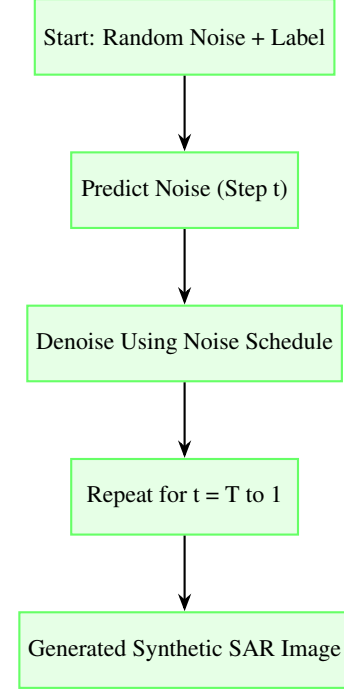 Start: Random Noise + Label
Predict Noise (Step t)
Denoise Using Noise Schedule
Repeat for t = T to 1
Generated Synthetic SAR Image